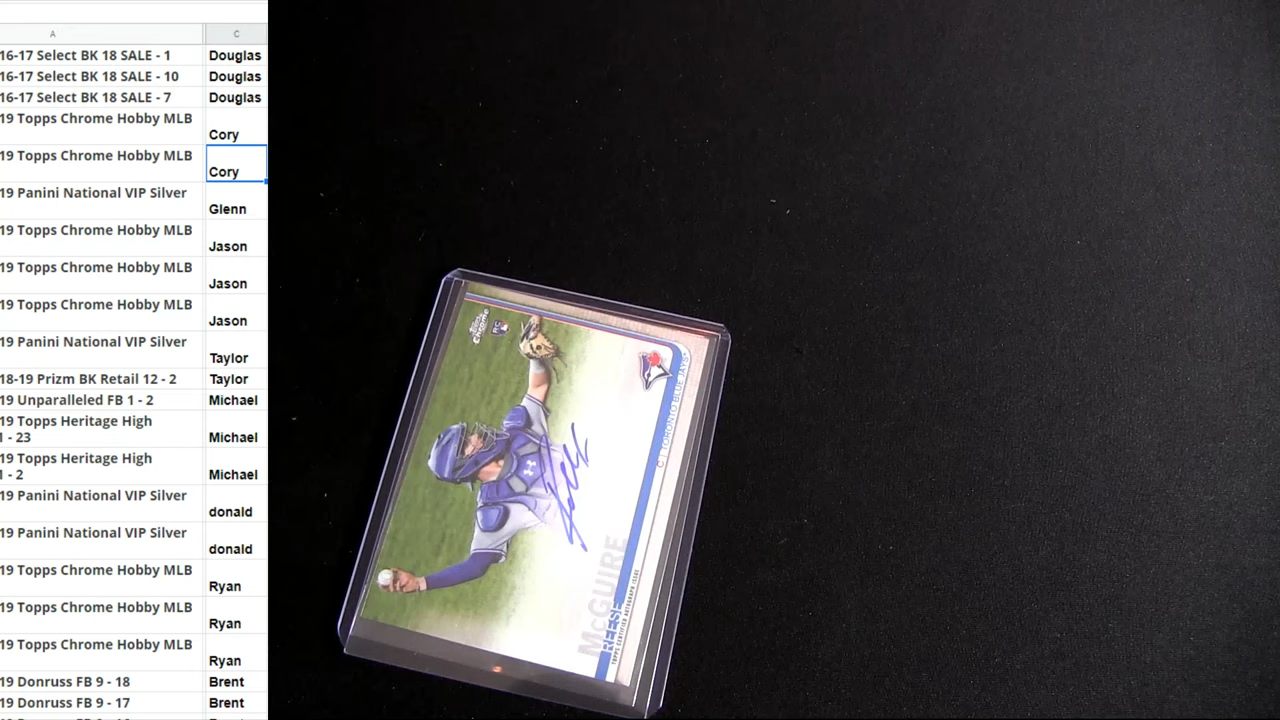 A C
16-17 Select BK 18 SALE - 1 Douglas
16-17 Select BK 18 SALE - 10 Douglas
16-17 Select BK 18 SALE - 7 Douglas
19 Topps Chrome Hobby MLB
Cory
19 Topps Chrome Hobby MLB
Cory
19 Panini National VIP Silver
Glenn
19 Topps Chrome Hobby MLB
Jason
19 Topps Chrome Hobby MLB
Jason
19 Topps Chrome Hobby MLB
Jason
19 Panini National VIP Silver
Taylor
18-19 Prizm BK Retail 12 - 2 Taylor
19 Unparalleled FB 1 - 2 Michael
19 Topps Heritage High
1 - 23 Michael
19 Topps Heritage High
1 - 2 Michael
19 Panini National VIP Silver
donald
19 Panini National VIP Silver
donald
19 Topps Chrome Hobby MLB
Ryan
19 Topps Chrome Hobby MLB
Ryan
19 Topps Chrome Hobby MLB
Ryan
19 Donruss FB 9 - 18 Brent
19 Donruss FB 9 - 17 Brent
Topps
Chrome
RC
C | TORONTO BLUE JAYS
REESE
McGUIRE
TOPPS CERTIFIED AUTOGRAPH ISSUE